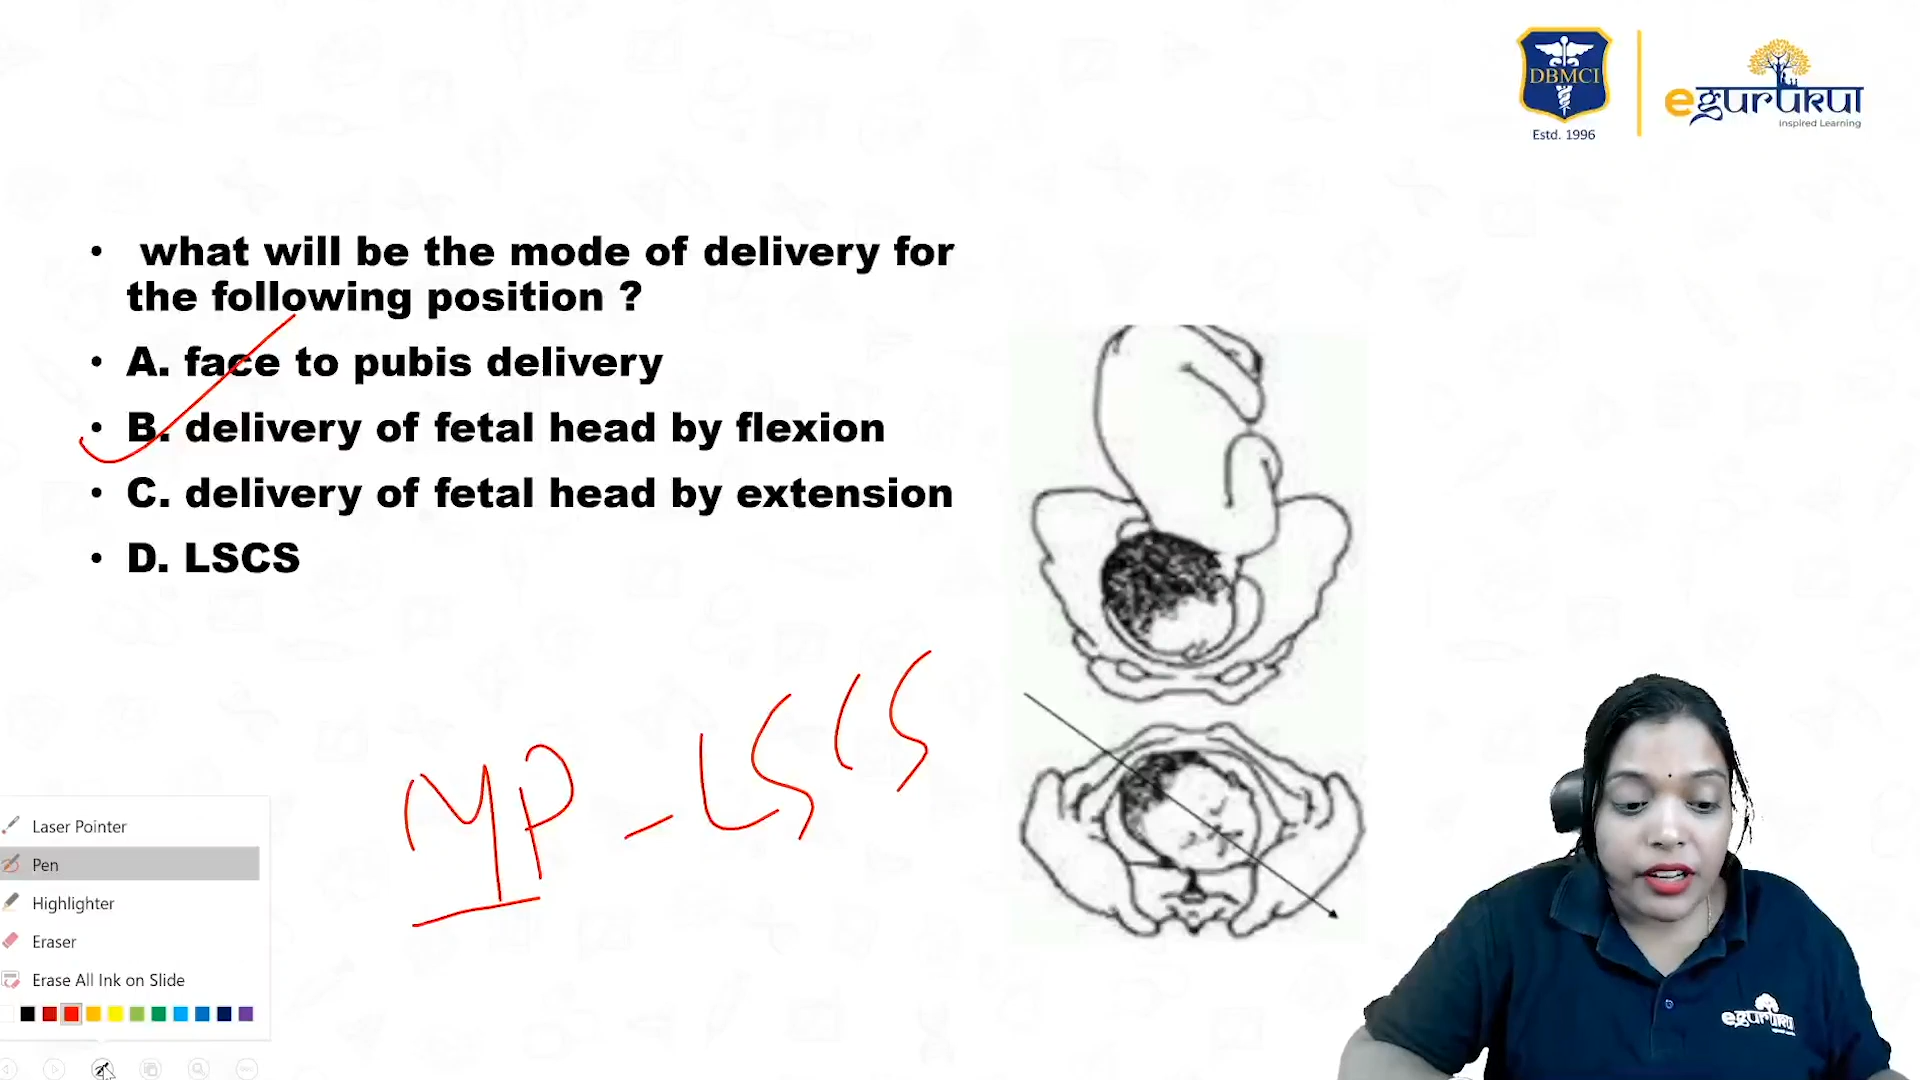 DBMCI
Estd. 1996
egurukul
Inspired Learning
• what will be the mode of delivery for
the following position ?
• A. face to pubis delivery
• B. delivery of fetal head by flexion
• C. delivery of fetal head by extension
• D. LSCS
MP - LSCS
Laser Pointer
Pen
Highlighter
Eraser
Erase All Ink on Slide
egurukul